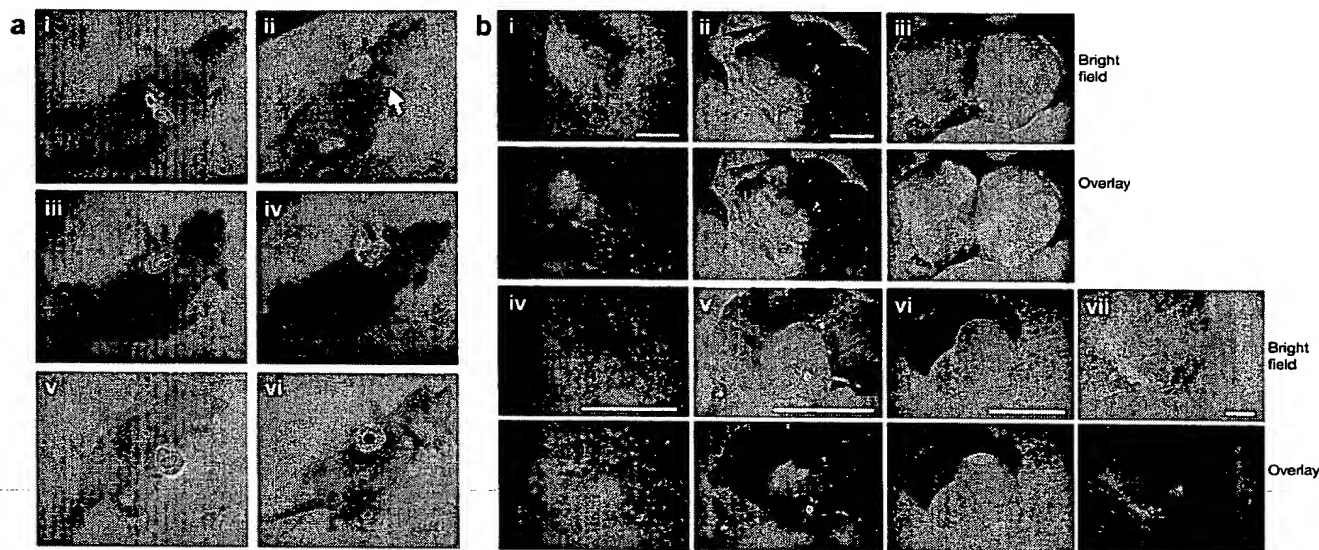 a
i
ii
iii
iv
v
vi
b
i
ii
iii
Bright
field
Overlay
iv
v
vi
vii
Bright
field
Overlay